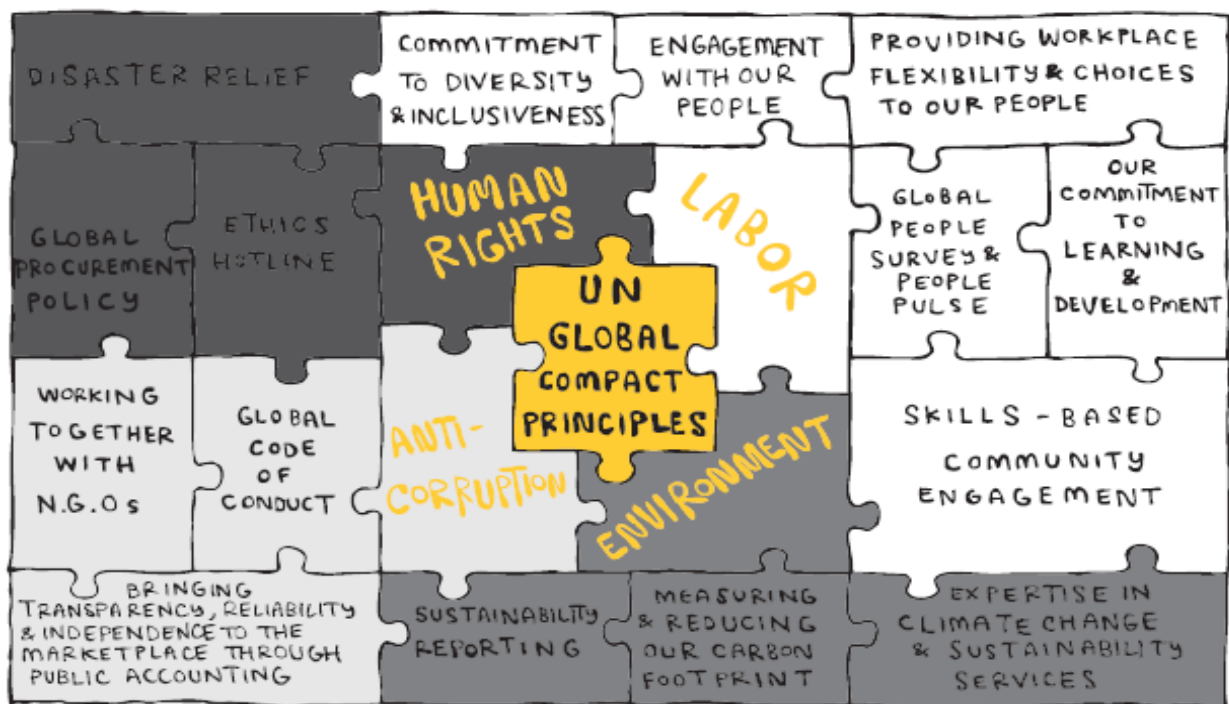 DISASTER RELIEF
COMMITMENT
TO DIVERSITY
& INCLUSIVENESS
ENGAGEMENT
WITH OUR
PEOPLE
PROVIDING WORKPLACE
FLEXIBILITY & CHOICES
TO OUR PEOPLE
GLOBAL
PROCUREMENT
POLICY
ETHICS
HOTLINE
HUMAN
RIGHTS
LABOR
GLOBAL
PEOPLE
SURVEY &
PEOPLE
PULSE
OUR
COMMITMENT
TO
LEARNING
&
DEVELOPMENT
UN
GLOBAL
COMPACT
PRINCIPLES
WORKING
TOGETHER
WITH
N.G.Os
GLOBAL
CODE
OF
CONDUCT
ANTI-
CORRUPTION
ENVIRONMENT
SKILLS - BASED
COMMUNITY
ENGAGEMENT
BRINGING
TRANSPARENCY, RELIABILITY
& INDEPENDENCE TO THE
MARKETPLACE THROUGH
PUBLIC ACCOUNTING
SUSTAINABILITY
REPORTING
MEASURING
& REDUCING
OUR CARBON
FOOTPRINT
EXPERTISE IN
CLIMATE CHANGE
& SUSTAINABILITY
SERVICES